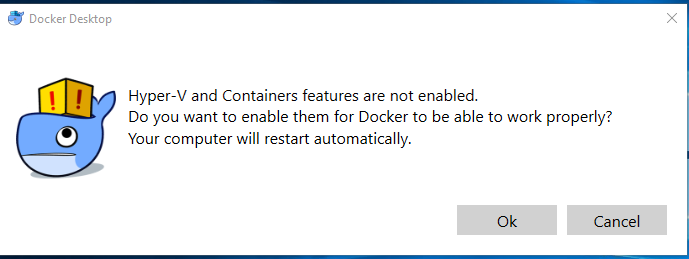 Docker Desktop
Hyper-V and Containers features are not enabled.
Do you want to enable them for Docker to be able to work properly?
Your computer will restart automatically.
Ok
Cancel